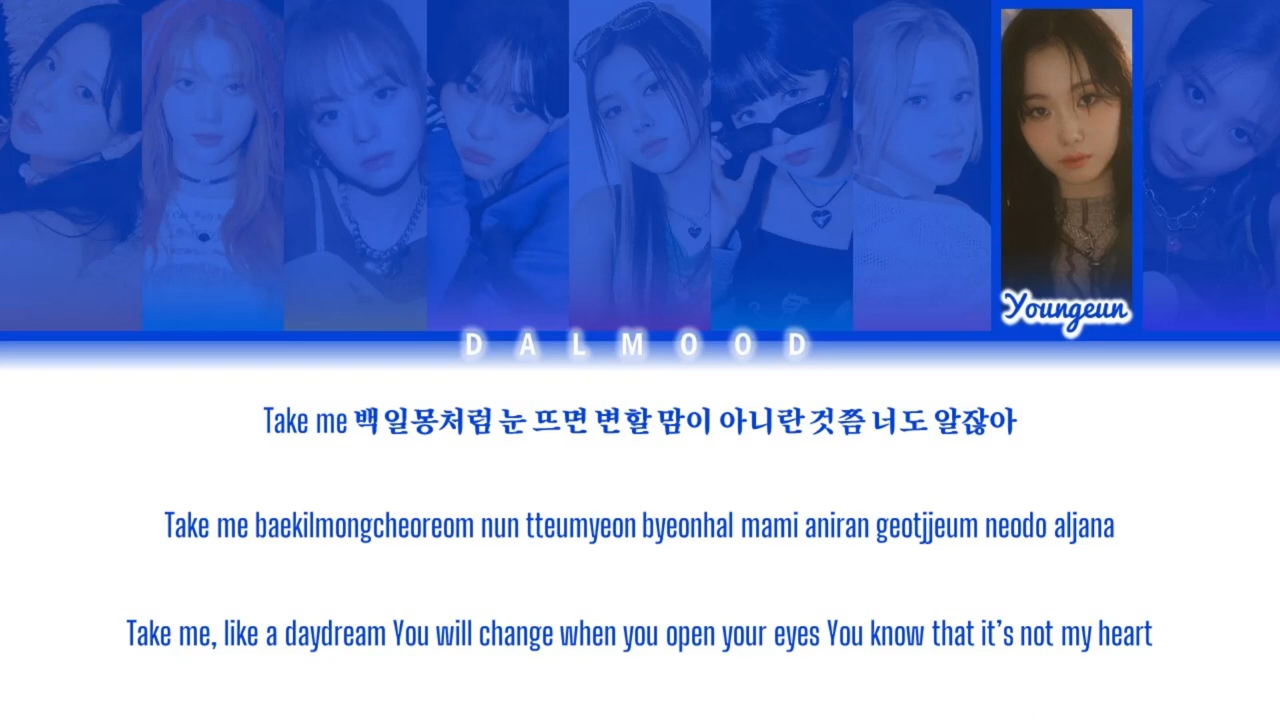 Youngeun
DALMOOD
Take me 백일몽처럼 눈 뜨면 변할 맘이 아니란 것쯤 너도 알잖아
Take me baekilmongcheoreom nun tteumyeon byeonhal mami aniran geotjjeum neodo aljana
Take me, like a daydream You will change when you open your eyes You know that it’s not my heart